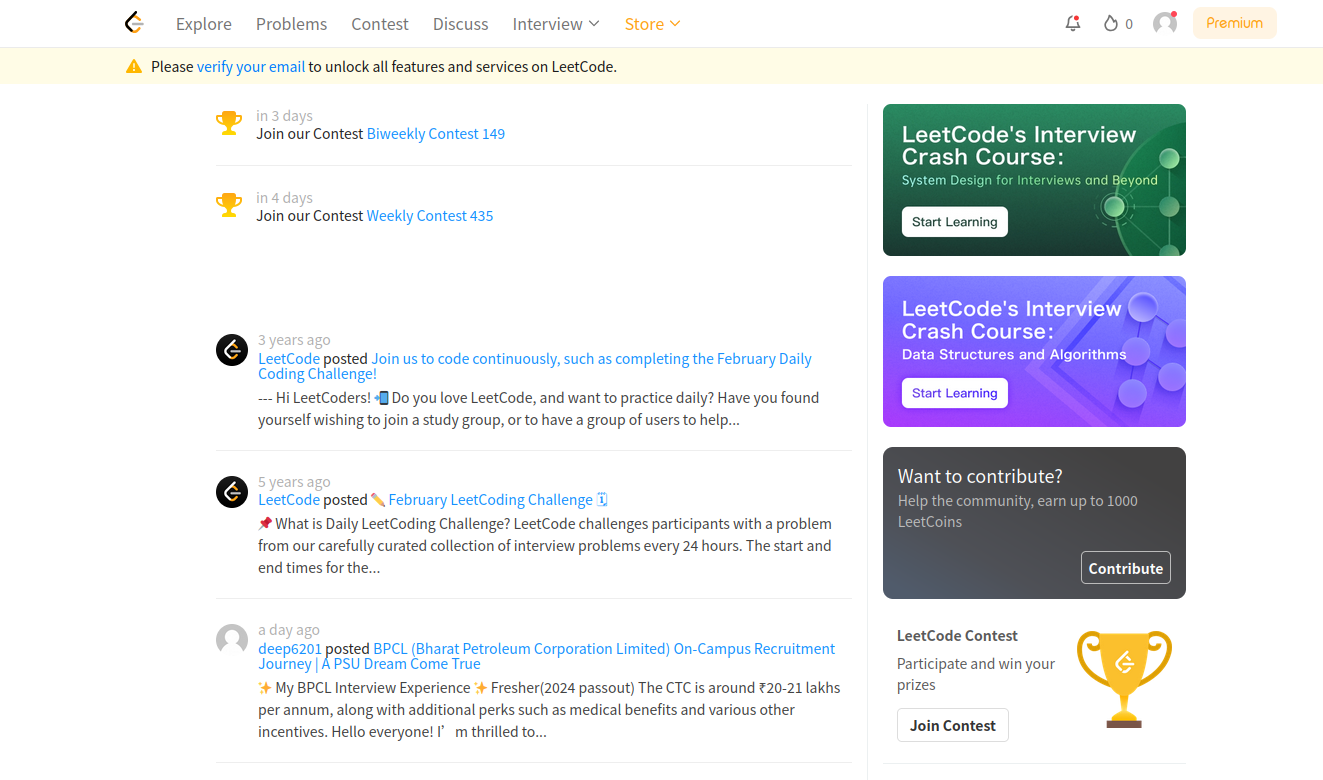 Explore Problems Contest Discuss Interview Store 0 Premium
Please verify your email to unlock all features and services on LeetCode.
in 3 days
Join our Contest Biweekly Contest 149
in 4 days
Join our Contest Weekly Contest 435
3 years ago
LeetCode posted Join us to code continuously, such as completing the February Daily
Coding Challenge!
--- Hi LeetCoders! 📲 Do you love LeetCode, and want to practice daily? Have you found
yourself wishing to join a study group, or to have a group of users to help...
5 years ago
LeetCode posted ✏️ February LeetCoding Challenge 🗓
📌 What is Daily LeetCoding Challenge? LeetCode challenges participants with a problem
from our carefully curated collection of interview problems every 24 hours. The start and
end times for the...
a day ago
deep6201 posted BPCL (Bharat Petroleum Corporation Limited) On-Campus Recruitment
Journey | A PSU Dream Come True
✨ My BPCL Interview Experience ✨ Fresher(2024 passout) The CTC is around ₹20-21 lakhs
per annum, along with additional perks such as medical benefits and various other
incentives. Hello everyone! I’m thrilled to...
LeetCode's Interview
Crash Course:
System Design for Interviews and Beyond
Start Learning
LeetCode's Interview
Crash Course:
Data Structures and Algorithms
Start Learning
Want to contribute?
Help the community, earn up to 1000
LeetCoins
Contribute
LeetCode Contest
Participate and win your
prizes
Join Contest